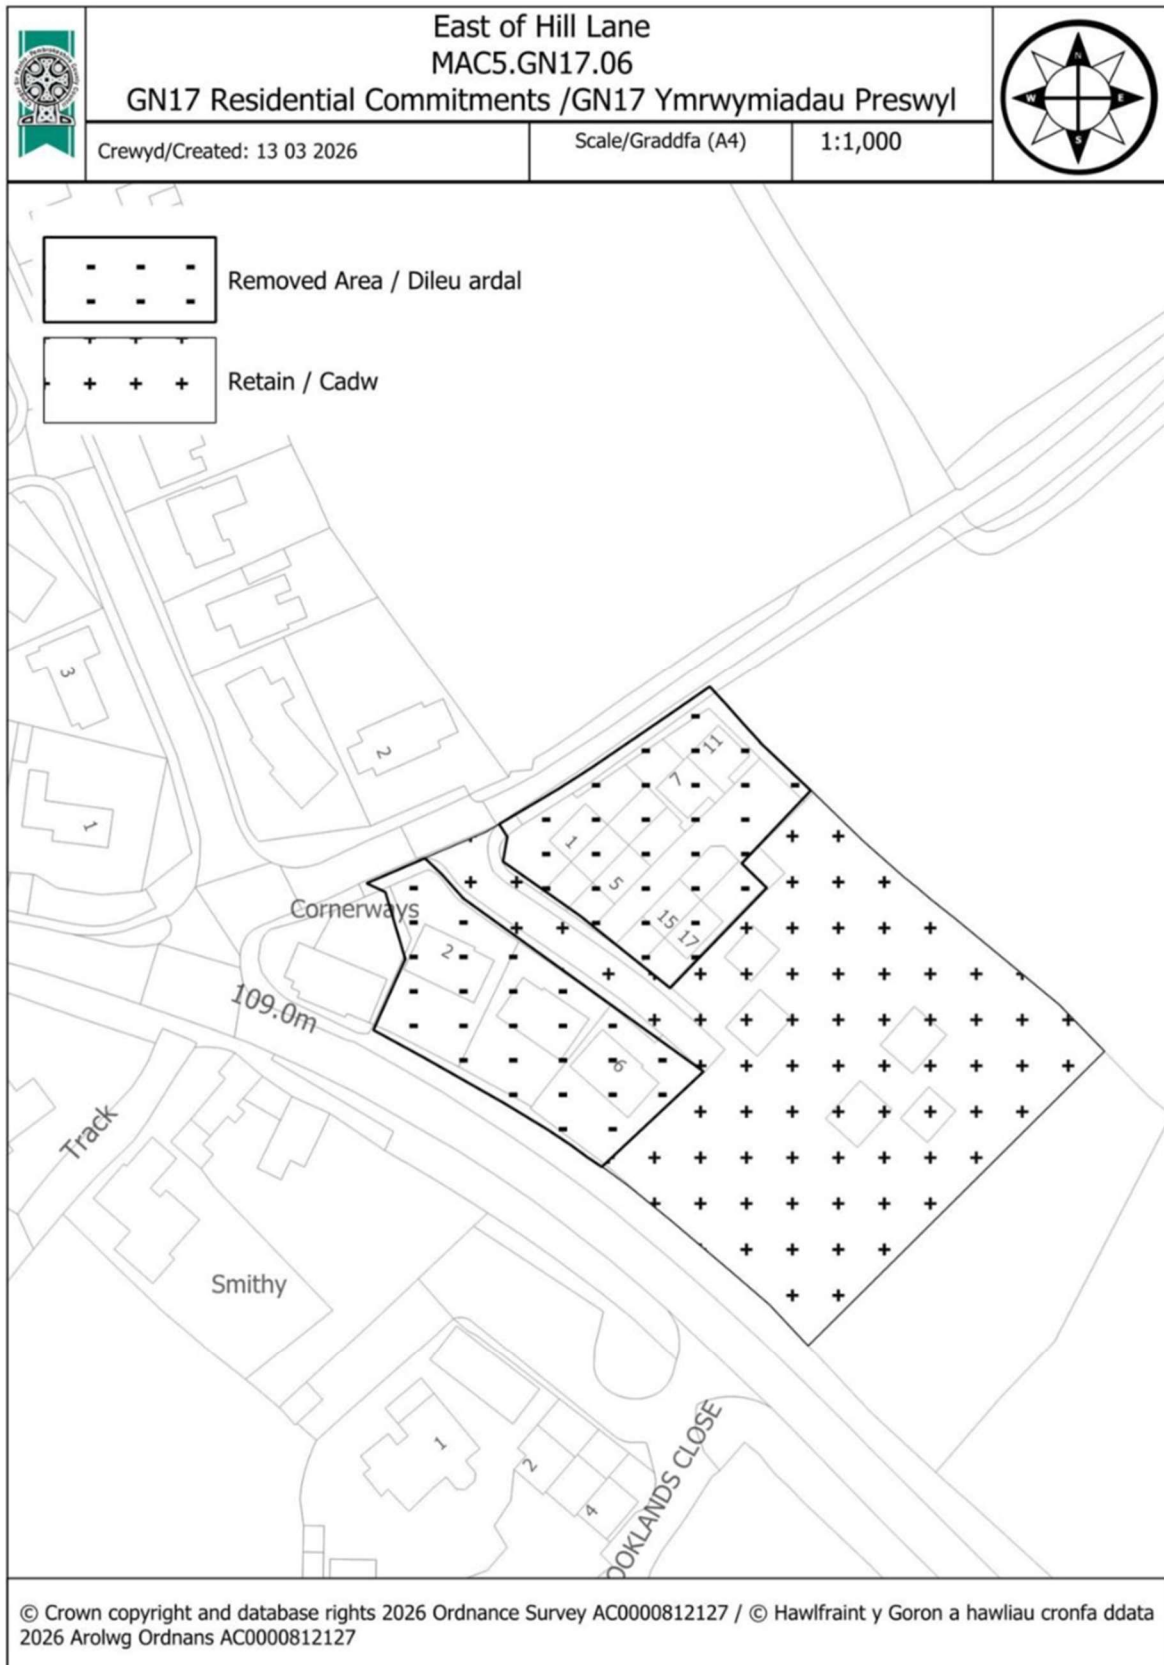 East of Hill Lane
MAC5.GN17.06
GN17 Residential Commitments /GN17 Ymrwymiadau Preswyl
Crewyd/Created: 13 03 2026
Scale/Graddfa (A4)
1:1,000
N
W
E
S
Removed Area / Dileu ardal
Retain / Cadw
3
2
1
11
7
1
5
15
17
Cornerways
2
109.0m
6
Track
Smithy
1
2
4
OOKLANDS CLOSE
© Crown copyright and database rights 2026 Ordnance Survey AC0000812127 / © Hawlfraint y Goron a hawliau cronfa ddata
2026 Arolwg Ordnans AC0000812127